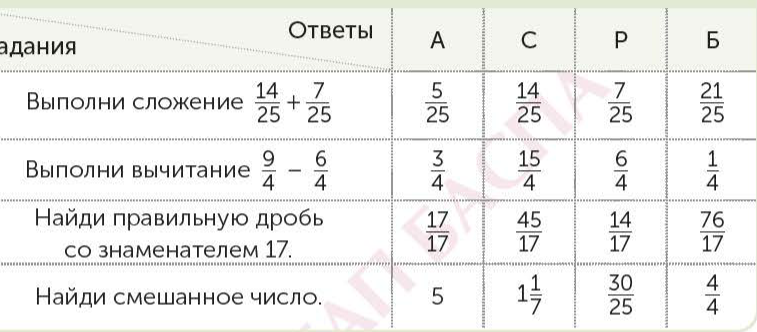 Ответы
адания
А С Р Б
Выполни сложение 14/25 + 7/25 5/25 14/25 7/25 21/25
Выполни вычитание 9/4 − 6/4 3/4 15/4 6/4 1/4
Найди правильную дробь
со знаменателем 17. 17/17 45/17 14/17 76/17
Найди смешанное число. 5 1 1/7 30/25 4/4